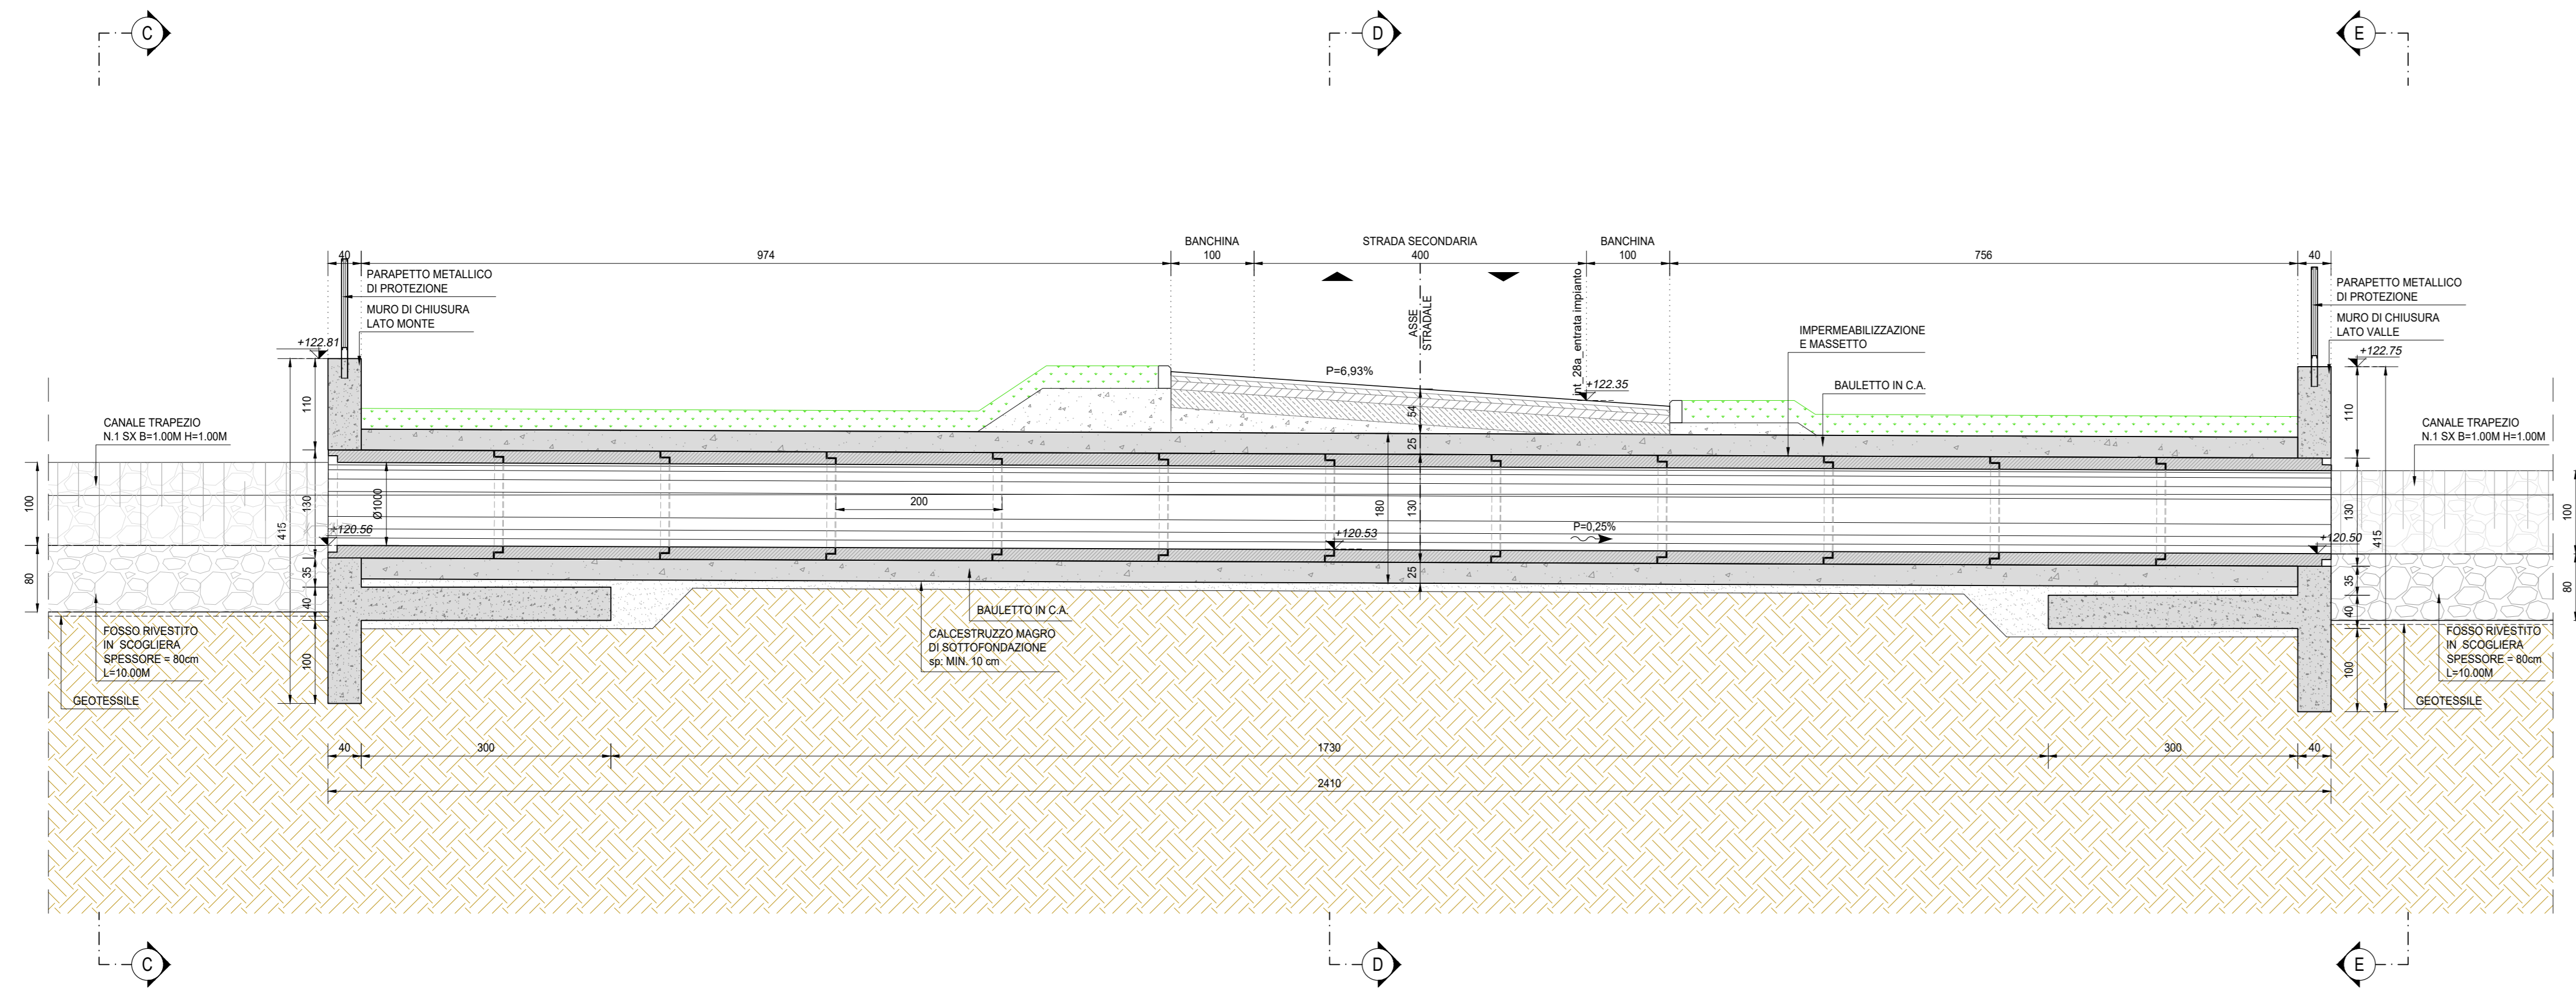 C
D
E
BANCHINA
STRADA SECONDARIA
BANCHINA
40
974
100
400
100
756
40
PARAPETTO METALLICO
DI PROTEZIONE
MURO DI CHIUSURA
LATO MONTE
+122.81
ASSE
STRADALE
P=6,93%
nt_28a_ entrata impianto
+122.35
IMPERMEABILIZZAZIONE
E MASSETTO
BAULETTO IN C.A.
PARAPETTO METALLICO
DI PROTEZIONE
MURO DI CHIUSURA
LATO VALLE
+122.75
CANALE TRAPEZIO
N.1 SX B=1.00M H=1.00M
CANALE TRAPEZIO
N.1 SX B=1.00M H=1.00M
110
54
25
110
100
415
130
Ø1000
200
180
130
P=0,25%
130
415
100
+120.56
+120.53
+120.50
80
35
40
100
25
35
40
100
80
FOSSO RIVESTITO
IN SCOGLIERA
SPESSORE = 80cm
L=10.00M
GEOTESSILE
BAULETTO IN C.A.
CALCESTRUZZO MAGRO
DI SOTTOFONDAZIONE
sp: MIN. 10 cm
FOSSO RIVESTITO
IN SCOGLIERA
SPESSORE = 80cm
L=10.00M
GEOTESSILE
40
300
1730
300
40
2410
C
D
E